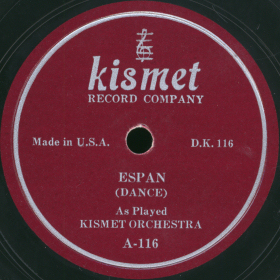 kismet
RECORD COMPANY
Made in U.S.A.
D.K. 116
ESPAN
(DANCE)
As Played
KISMET ORCHESTRA
A-116